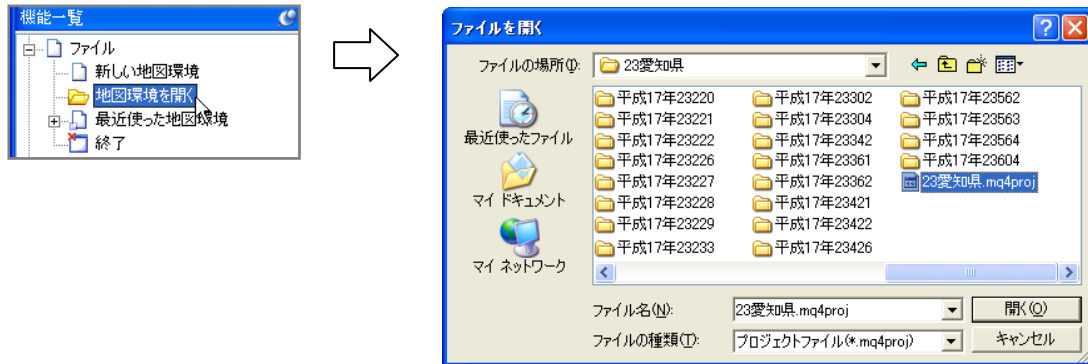 機能一覧
ファイル
新しい地図環境
地図環境を開く
最近使った地図環境
終了
ファイルを開く
ファイルの場所(I):
23愛知県
最近使ったファイル
マイ ドキュメント
マイ ネットワーク
平成17年23220
平成17年23221
平成17年23222
平成17年23226
平成17年23227
平成17年23228
平成17年23229
平成17年23233
平成17年23302
平成17年23304
平成17年23342
平成17年23361
平成17年23362
平成17年23421
平成17年23422
平成17年23426
平成17年23562
平成17年23563
平成17年23564
平成17年23604
23愛知県.mq4proj
ファイル名(N):
23愛知県.mq4proj
開く(O)
ファイルの種類(T):
プロジェクトファイル(*.mq4proj)
キャンセル